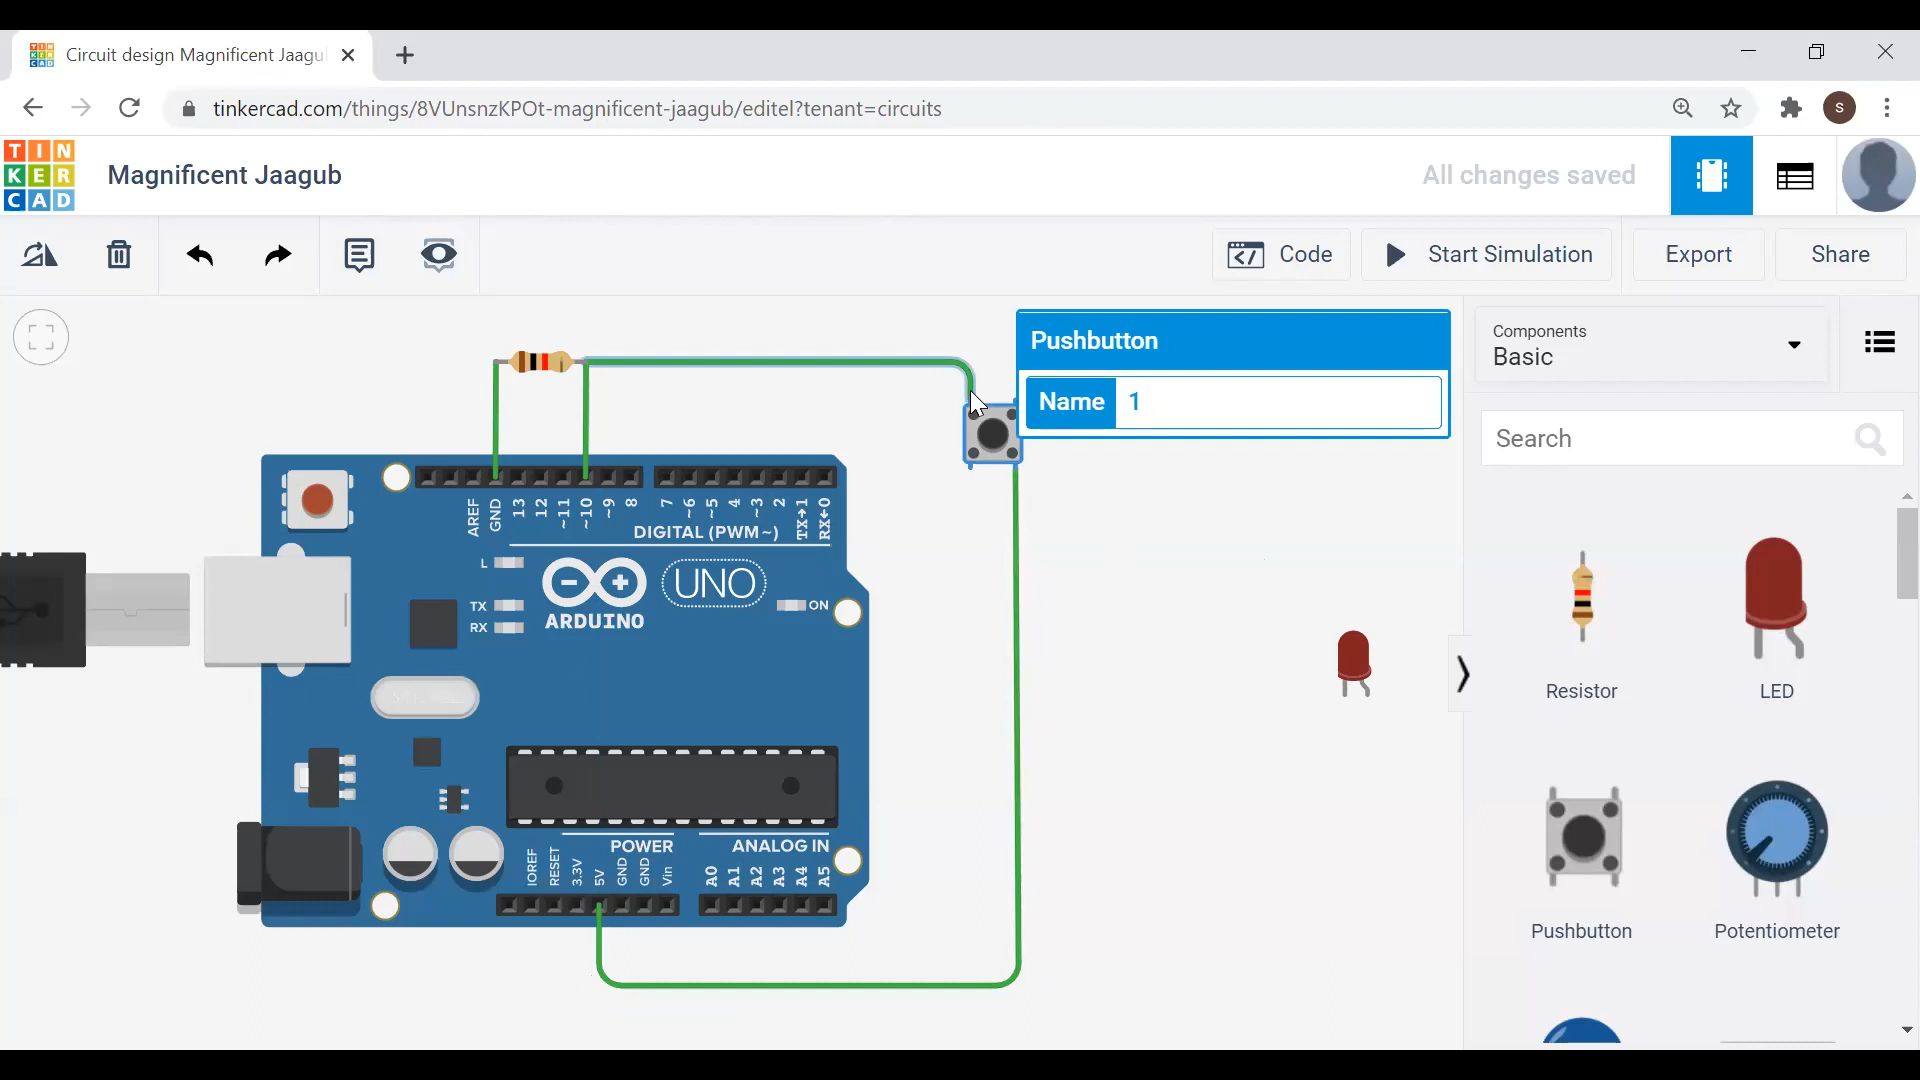 Circuit design Magnificent Jaagu
tinkercad.com/things/8VUnsnzKPOt-magnificent-jaagub/editel?tenant=circuits
S
TIN
KER
CAD
Magnificent Jaagub
All changes saved
Code
Start Simulation
Export
Share
Pushbutton
Name 1
Components
Basic
Search
AREF
GND
13
12
~11
~10
~9
8
7
~6
~5
4
~3
2
TX→1
RX←0
DIGITAL (PWM~)
L
TX
RX
ARDUINO
UNO
ON
POWER
ANALOG IN
IOREF
RESET
3.3V
5V
GND
GND
Vin
A0
A1
A2
A3
A4
A5
Resistor
LED
Pushbutton
Potentiometer